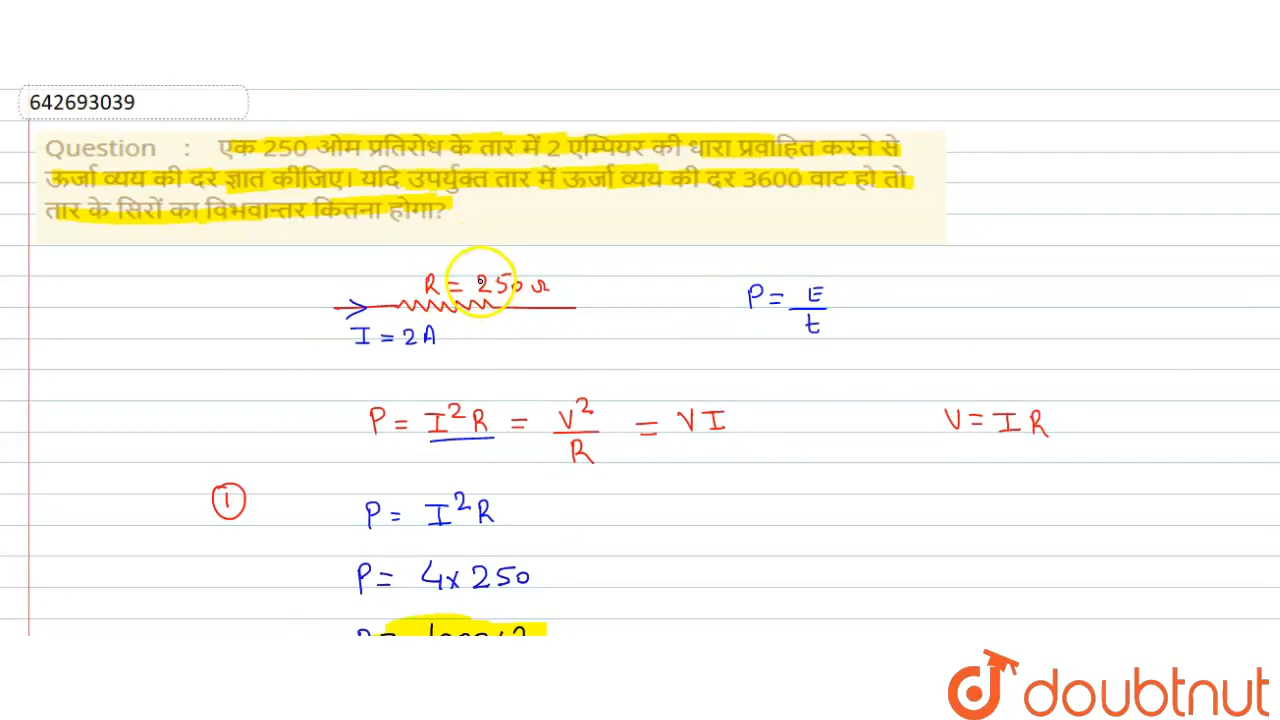 642693039
Question : एक 250 ओम प्रतिरोध के तार में 2 एम्पियर की धारा प्रवाहित करने से
ऊर्जा व्यय की दर ज्ञात कीजिए। यदि उपर्युक्त तार में ऊर्जा व्यय की दर 3600 वाट हो तो
तार के सिरों का विभवान्तर कितना होगा?
R = 250 Ω
I = 2A
P = E/t
P = I²R = V²/R = VI
V = IR
①
P = I²R
P = 4x250
doubtnut